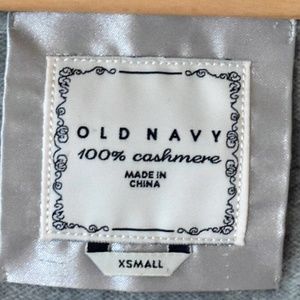 OLD NAVY
100% cashmere
MADE IN
CHINA
XSMALL